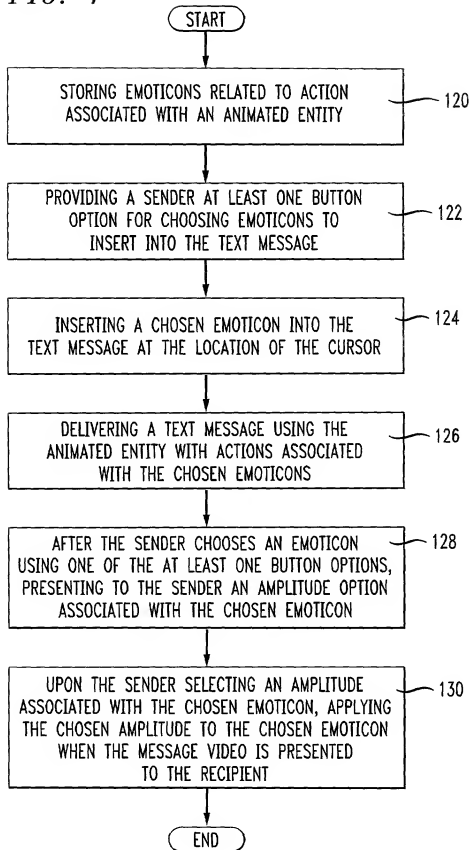 START
STORING EMOTICONS RELATED TO ACTION
ASSOCIATED WITH AN ANIMATED ENTITY
120
PROVIDING A SENDER AT LEAST ONE BUTTON
OPTION FOR CHOOSING EMOTICONS TO
INSERT INTO THE TEXT MESSAGE
122
INSERTING A CHOSEN EMOTICON INTO THE
TEXT MESSAGE AT THE LOCATION OF THE CURSOR
124
DELIVERING A TEXT MESSAGE USING THE
ANIMATED ENTITY WITH ACTIONS ASSOCIATED
WITH THE CHOSEN EMOTICONS
126
AFTER THE SENDER CHOOSES AN EMOTICON
USING ONE OF THE AT LEAST ONE BUTTON OPTIONS,
PRESENTING TO THE SENDER AN AMPLITUDE OPTION
ASSOCIATED WITH THE CHOSEN EMOTICON
128
UPON THE SENDER SELECTING AN AMPLITUDE
ASSOCIATED WITH THE CHOSEN EMOTICON, APPLYING
THE CHOSEN AMPLITUDE TO THE CHOSEN EMOTICON
WHEN THE MESSAGE VIDEO IS PRESENTED
TO THE RECIPIENT
130
END